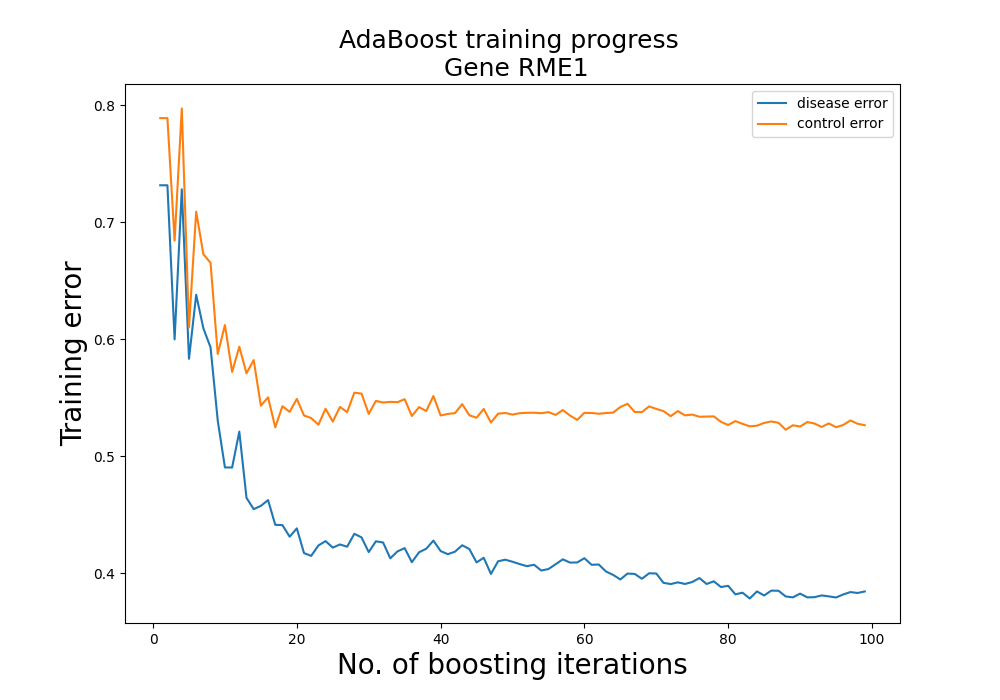 AdaBoost training progress
Gene RME1
disease error
control error
Training error
0.8
0.7
0.6
0.5
0.4
0 20 40 60 80 100
No. of boosting iterations